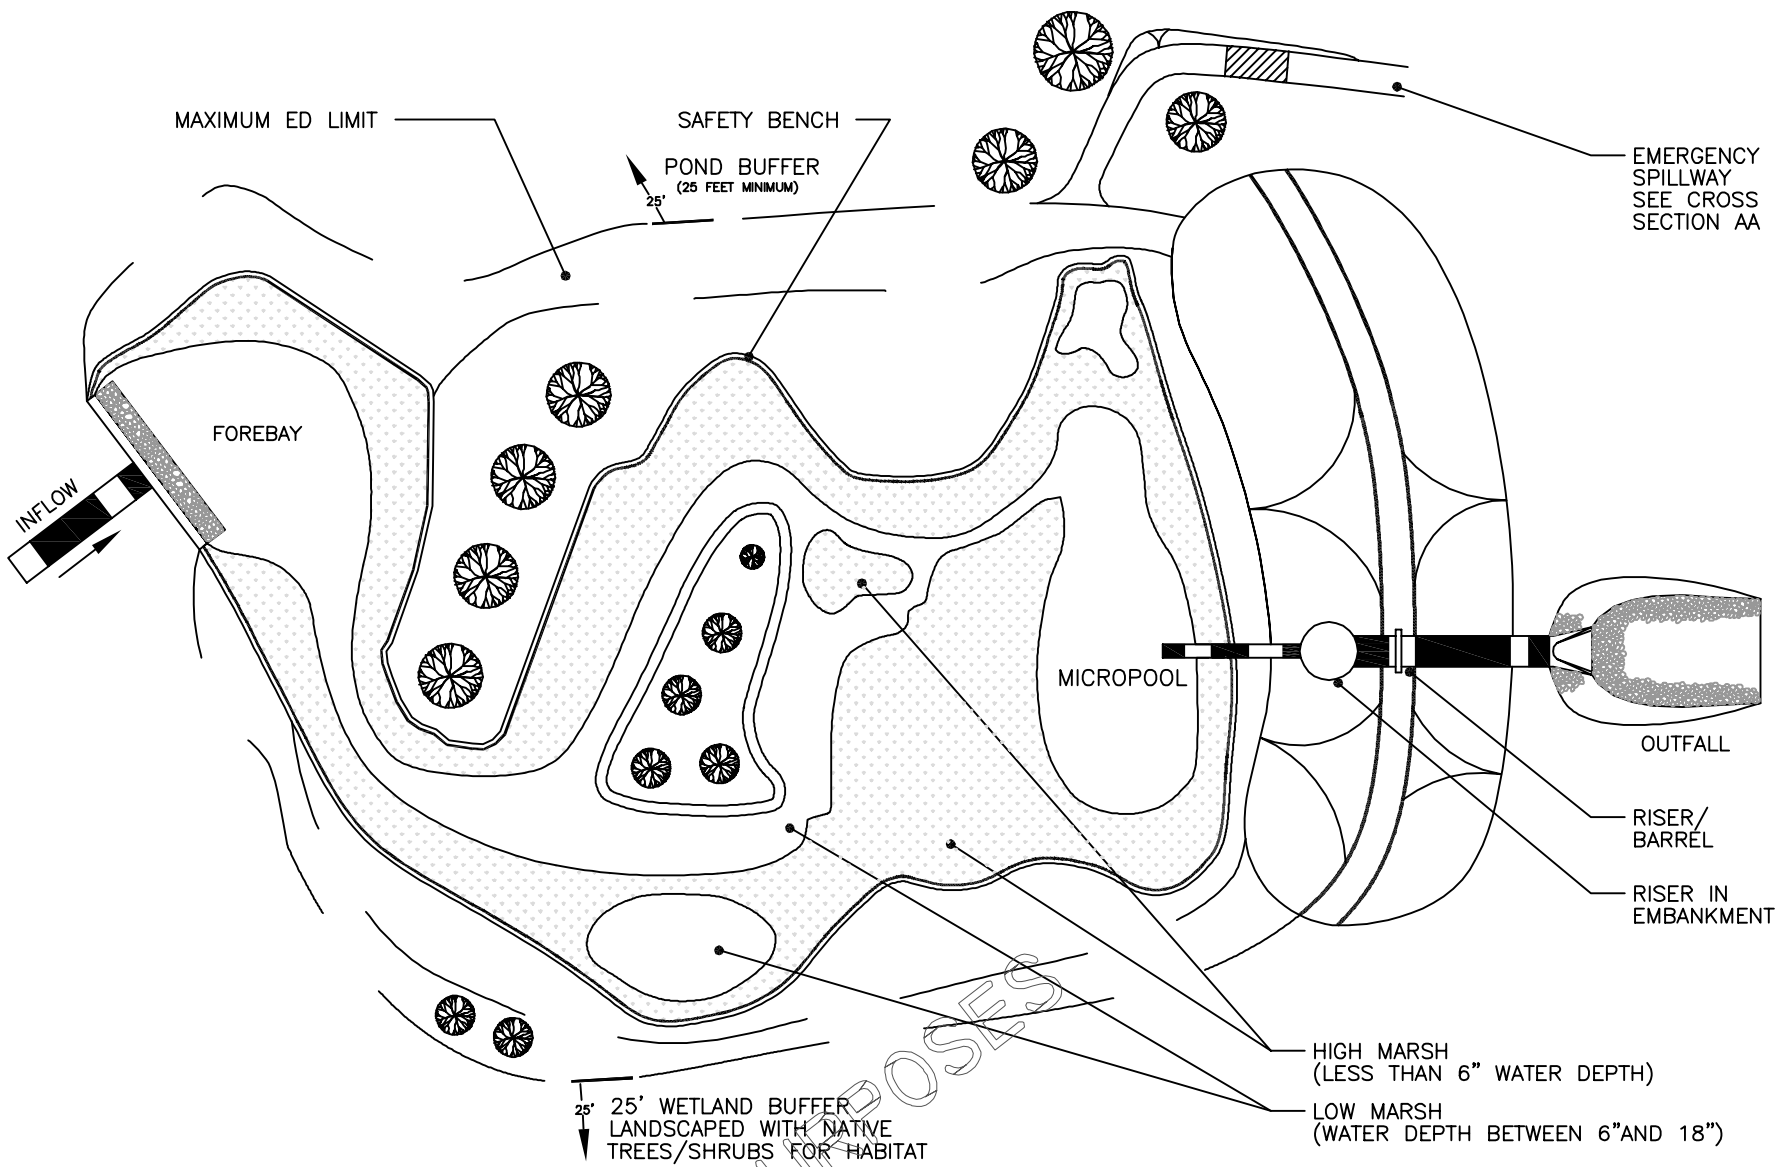 MAXIMUM ED LIMIT
SAFETY BENCH
POND BUFFER
(25 FEET MINIMUM)
25'
EMERGENCY
SPILLWAY
SEE CROSS
SECTION AA
FOREBAY
INFLOW
MICROPOOL
OUTFALL
RISER/
BARREL
RISER IN
EMBANKMENT
HIGH MARSH
(LESS THAN 6" WATER DEPTH)
LOW MARSH
(WATER DEPTH BETWEEN 6"AND 18")
25'
25' WETLAND BUFFER
LANDSCAPED WITH NATIVE
TREES/SHRUBS FOR HABITAT